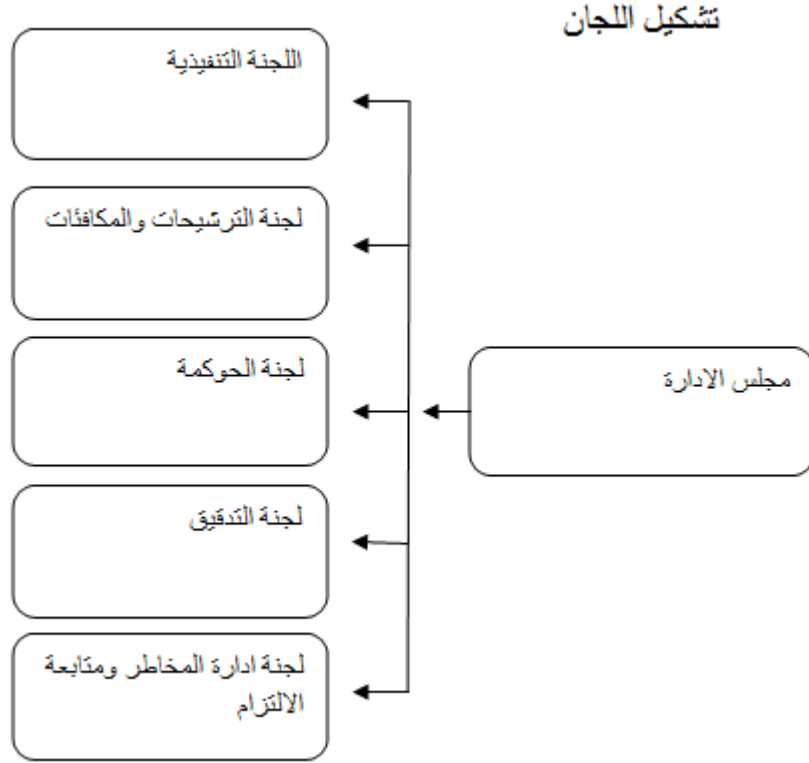 تشكيل اللجان
مجلس الادارة
اللجنة التنفيذية
لجنة الترشيحات والمكافئات
لجنة الحوكمة
لجنة التدقيق
لجنة ادارة المخاطر ومتابعة
الالتزام